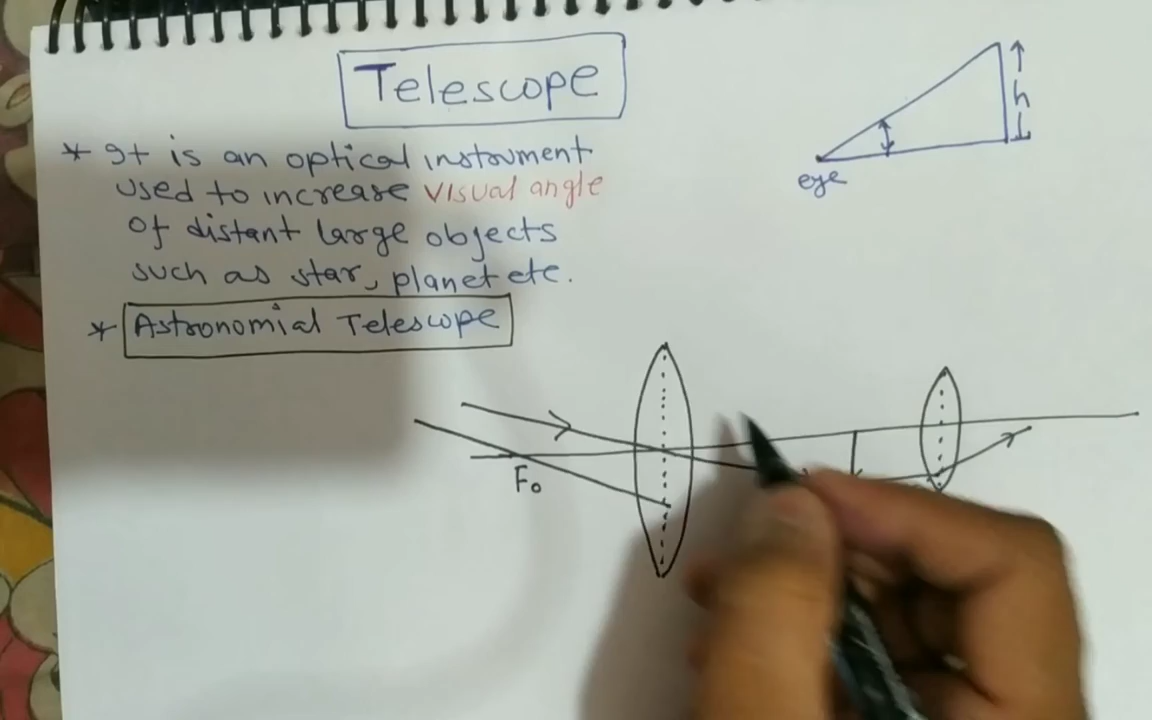 Telescope
* It is an optical instrument
used to increase visual angle
of distant large objects
such as star, planet etc.
* Astronomial Telescope
h
eye
Fo